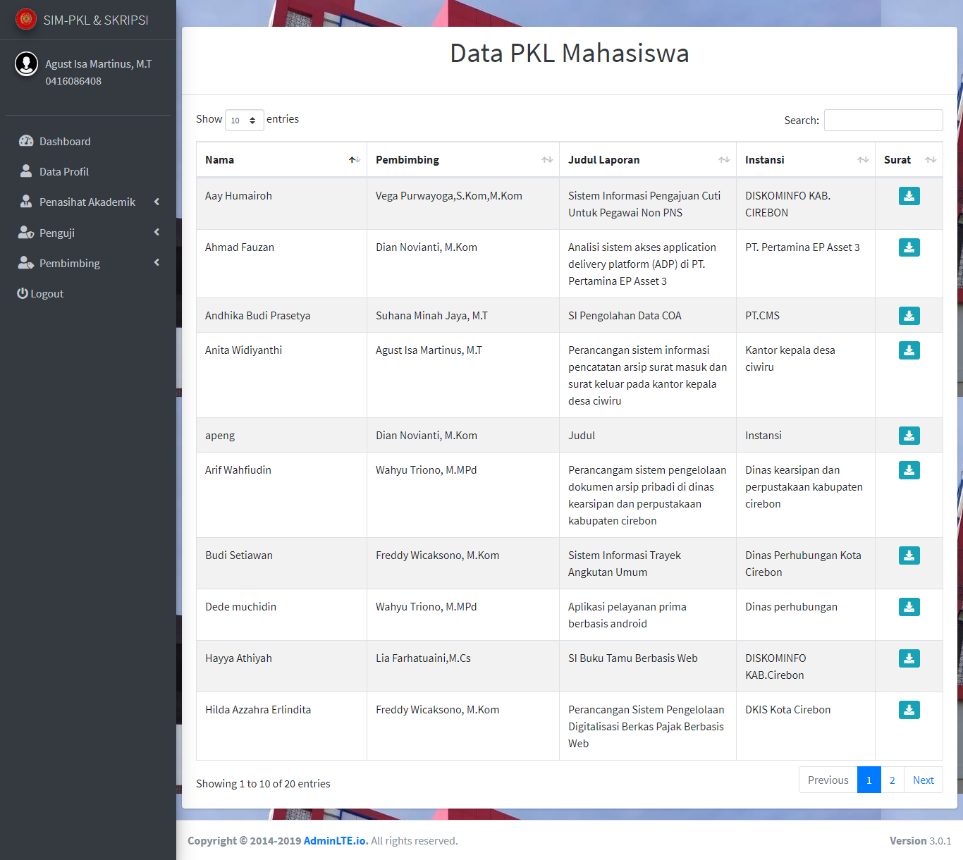 SIM-PKL & SKRIPSI
Agust Isa Martinus, M.T
0416086408
Dashboard
Data Profil
Penasihat Akademik
Penguji
Pembimbing
Logout
Data PKL Mahasiswa
Show 10 entries
Search:
Nama Pembimbing Judul Laporan Instansi Surat
Aay Humairoh Vega Purwayoga,S.Kom,M.Kom Sistem Informasi Pengajuan Cuti DISKOMINFO KAB.
Untuk Pegawai Non PNS CIREBON
Ahmad Fauzan Dian Novianti, M.Kom Analisi sistem akses application PT. Pertamina EP Asset 3
delivery platform (ADP) di PT.
Pertamina EP Asset 3
Andhika Budi Prasetya Suhana Minah Jaya, M.T SI Pengolahan Data COA PT.CMS
Anita Widiyanthi Agust Isa Martinus, M.T Perancangan sistem informasi Kantor kepala desa
pencatatan arsip surat masuk dan ciwiru
surat keluar pada kantor kepala
desa ciwiru
apeng Dian Novianti, M.Kom Judul Instansi
Arif Wahfiudin Wahyu Triono, M.MPd Perancangam sistem pengelolaan Dinas kearsipan dan
dokumen arsip pribadi di dinas perpustakaan kabupaten
kearsipan dan perpustakaan cirebon
kabupaten cirebon
Budi Setiawan Freddy Wicaksono, M.Kom Sistem Informasi Trayek Dinas Perhubungan Kota
Angkutan Umum Cirebon
Dede muchidin Wahyu Triono, M.MPd Aplikasi pelayanan prima Dinas perhubungan
berbasis android
Hayya Athiyah Lia Farhatuaini,M.Cs SI Buku Tamu Berbasis Web DISKOMINFO
KAB.Cirebon
Hilda Azzahra Erlindita Freddy Wicaksono, M.Kom Perancangan Sistem Pengelolaan DKIS Kota Cirebon
Digitalisasi Berkas Pajak Berbasis
Web
Showing 1 to 10 of 20 entries
Previous 1 2 Next
Copyright © 2014-2019 AdminLTE.io. All rights reserved.
Version 3.0.1